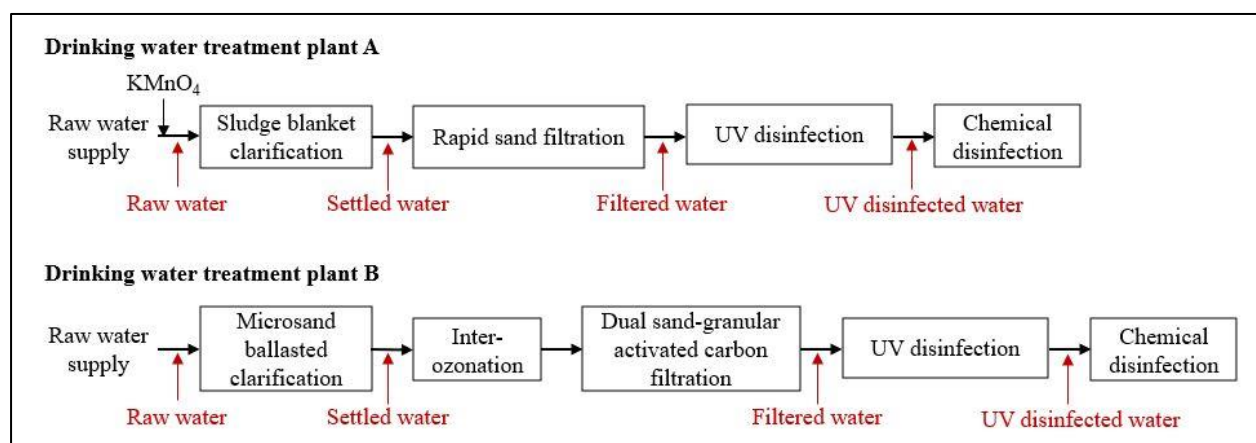 Drinking water treatment plant A
KMnO₄
Raw water
supply
Sludge blanket
clarification
Rapid sand filtration
UV disinfection
Chemical
disinfection
Raw water
Settled water
Filtered water
UV disinfected water
Drinking water treatment plant B
Raw water
supply
Microsand
ballasted
clarification
Inter-
ozonation
Dual sand-granular
activated carbon
filtration
UV disinfection
Chemical
disinfection
Raw water
Settled water
Filtered water
UV disinfected water